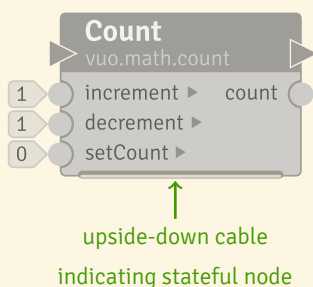 Count
vuo.math.count
1 increment count
1 decrement
0 setCount
upside-down cable
indicating stateful node